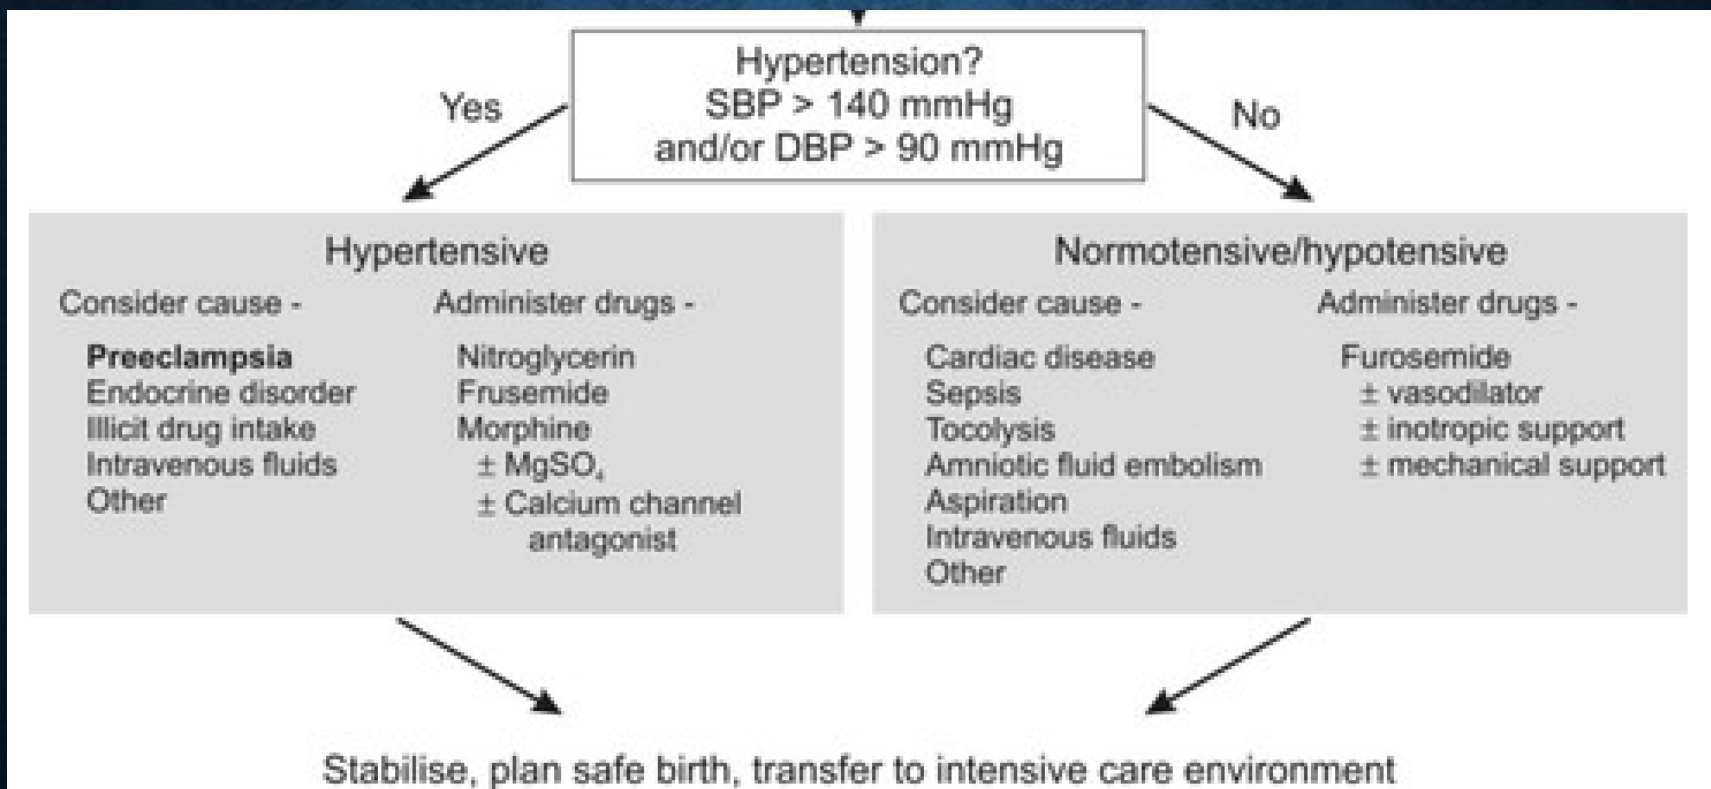 Hypertension?
SBP > 140 mmHg
and/or DBP > 90 mmHg
Yes
No
Hypertensive
Consider cause -
Preeclampsia
Endocrine disorder
Illicit drug intake
Intravenous fluids
Other
Administer drugs -
Nitroglycerin
Frusemide
Morphine
± MgSO₄
± Calcium channel
antagonist
Normotensive/hypotensive
Consider cause -
Cardiac disease
Sepsis
Tocolysis
Amniotic fluid embolism
Aspiration
Intravenous fluids
Other
Administer drugs -
Furosemide
± vasodilator
± inotropic support
± mechanical support
Stabilise, plan safe birth, transfer to intensive care environment